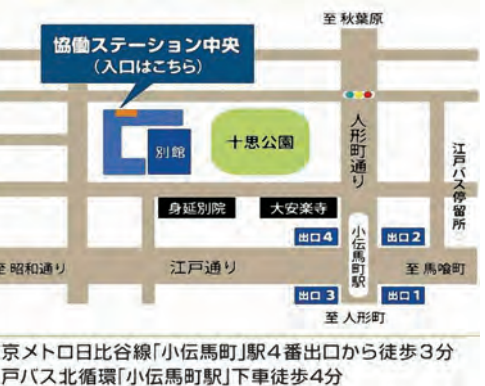 至 秋葉原
協働ステーション中央
(入口はこちら)
人形町通り
別館
十思公園
江戸バス停留所
身延別院
大安楽寺
出口4
小伝馬町駅
出口2
至 昭和通り
江戸通り
至 馬喰町
出口3
出口1
至 人形町
京メトロ日比谷線「小伝馬町」駅4番出口から徒歩3分
戸バス北循環「小伝馬町駅」下車徒歩4分